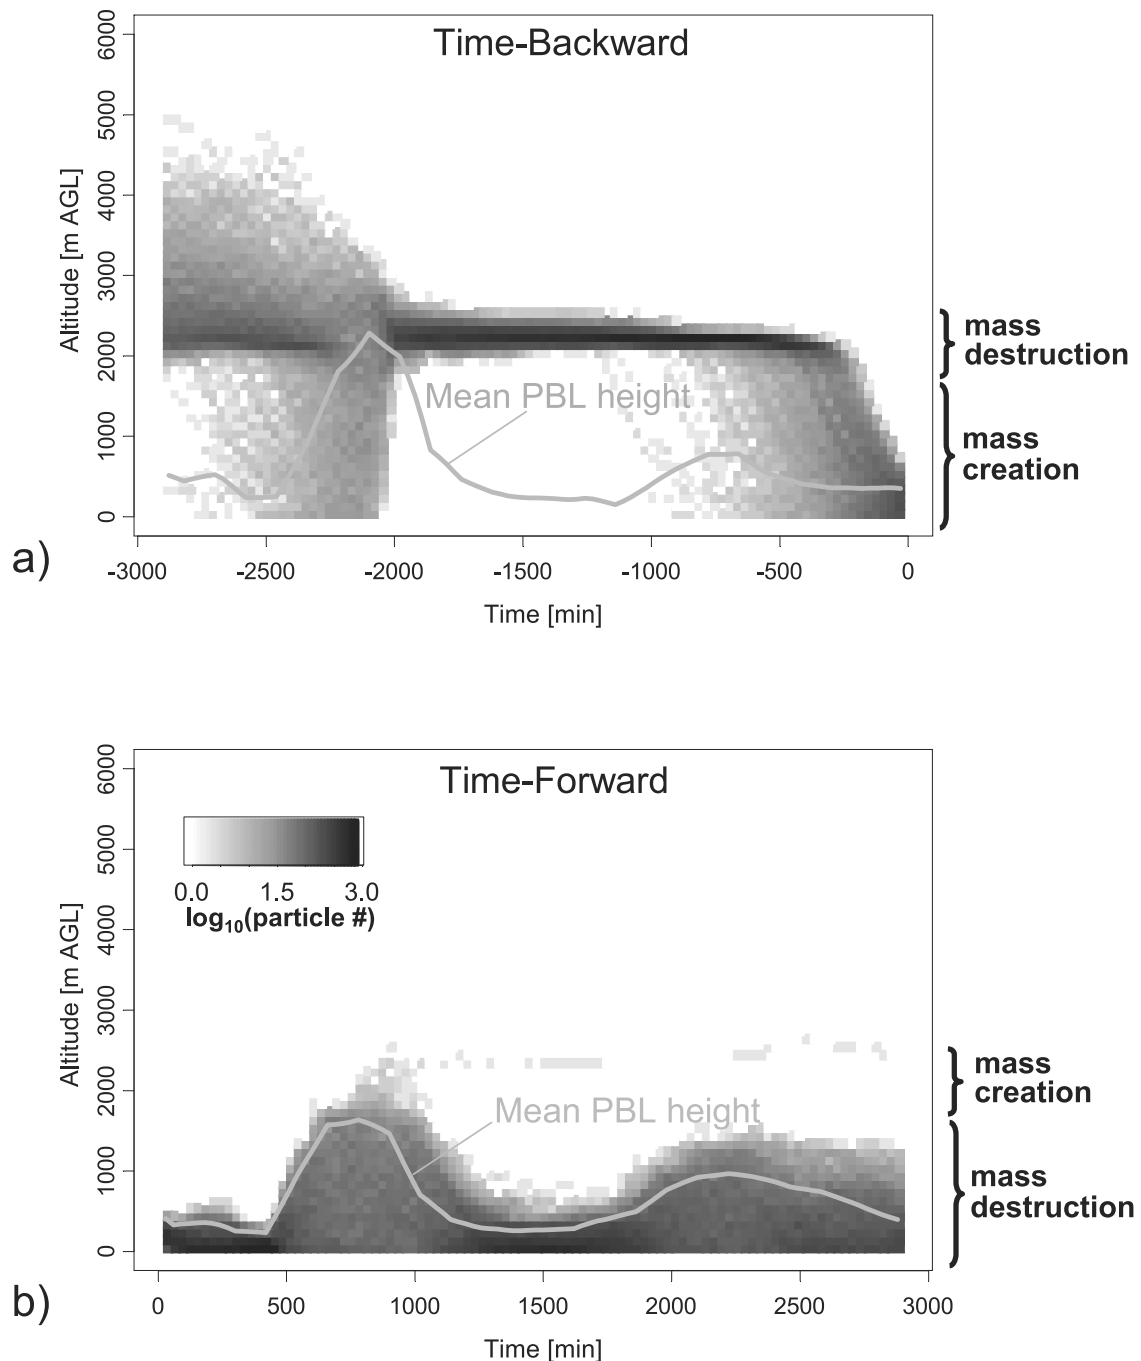 Time-Backward
6000
5000
4000
3000
2000
1000
0
Altitude [m AGL]
Mean PBL height
mass
destruction
mass
creation
a)
-3000 -2500 -2000 -1500 -1000 -500 0
Time [min]
Time-Forward
6000
5000
4000
3000
2000
1000
0
Altitude [m AGL]
0.0 1.5 3.0
log10(particle #)
Mean PBL height
mass
creation
mass
destruction
b)
0 500 1000 1500 2000 2500 3000
Time [min]